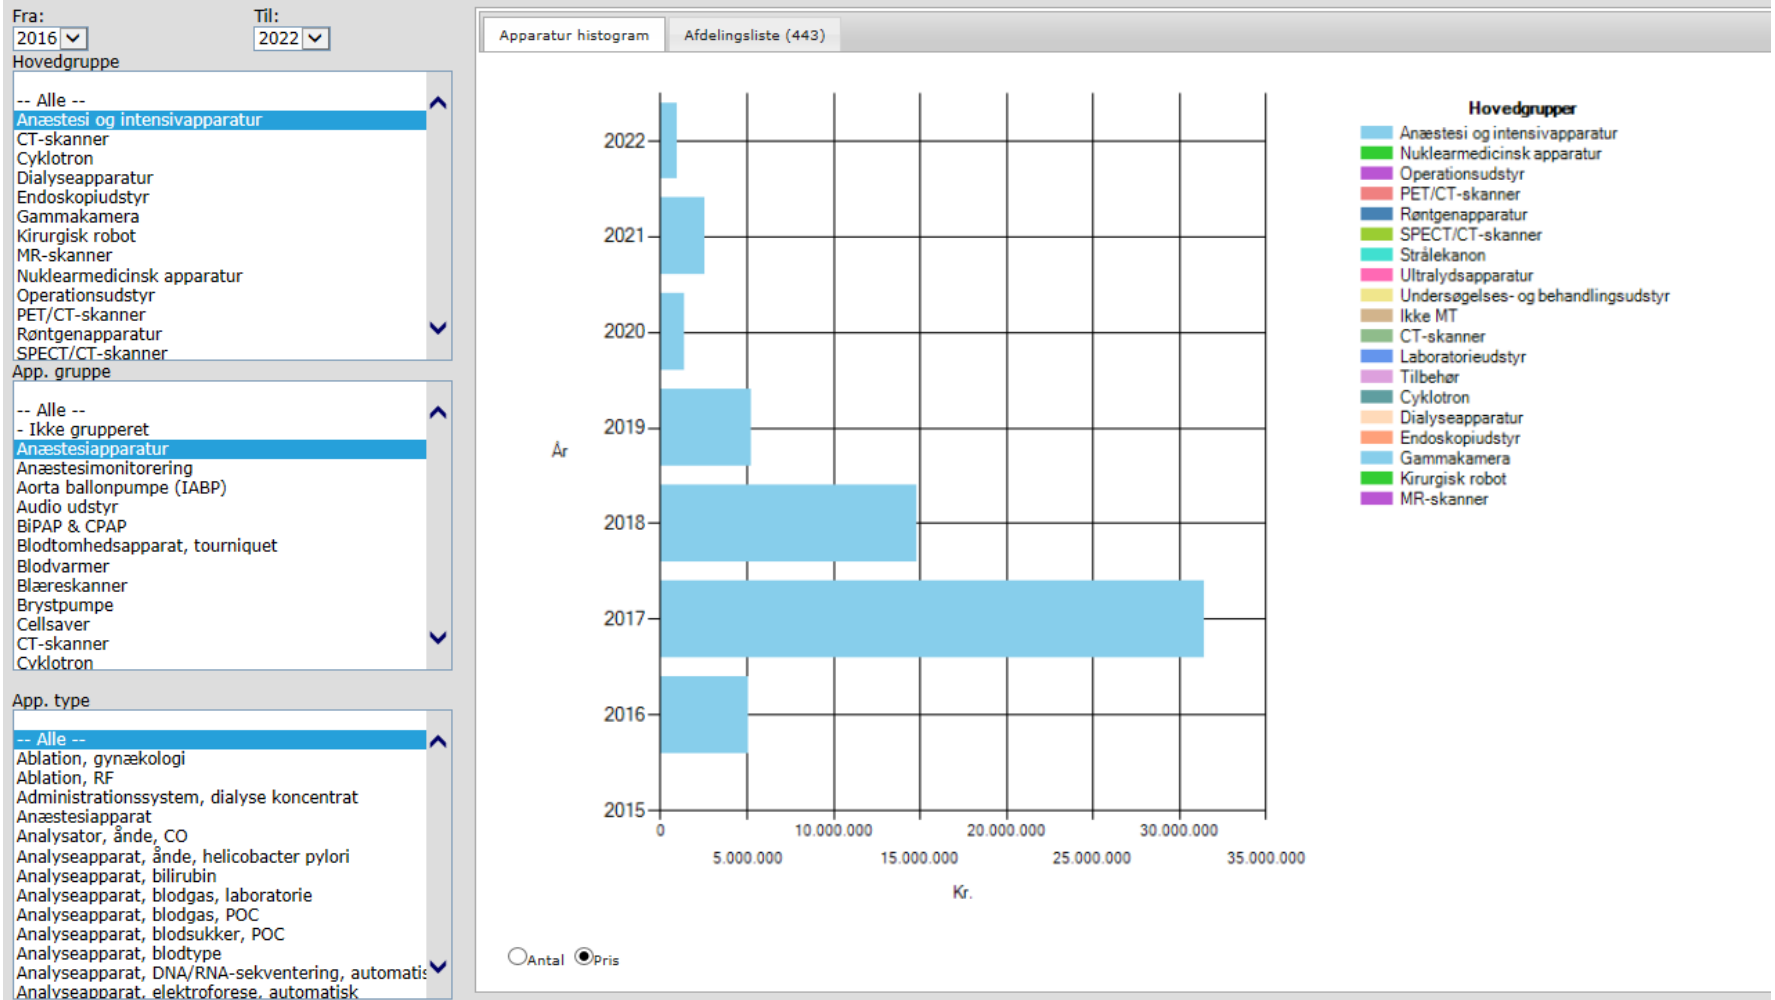 Fra:
Til:
2016
2022
Hovedgruppe
-- Alle --
Anæstesi og intensivapparatur
CT-skanner
Cyklotron
Dialyseapparatur
Endoskopiudstyr
Gammakamera
Kirurgisk robot
MR-skanner
Nuklearmedicinsk apparatur
Operationsudstyr
PET/CT-skanner
Røntgenapparatur
SPECT/CT-skanner
App. gruppe
-- Alle --
- Ikke grupperet
Anæstesiapparatur
Anæstesimonitorering
Aorta ballonpumpe (IABP)
Audio udstyr
BiPAP & CPAP
Blodtomhedsapparat, tourniquet
Blodvarmer
Blæreskanner
Brystpumpe
Cellsaver
CT-skanner
Cyklotron
App. type
-- Alle --
Ablation, gynækologi
Ablation, RF
Administrationssystem, dialyse koncentrat
Anæstesiapparat
Analysator, ånde, CO
Analyseapparat, ånde, helicobacter pylori
Analyseapparat, bilirubin
Analyseapparat, blodgas, laboratorie
Analyseapparat, blodgas, POC
Analyseapparat, blodsukker, POC
Analyseapparat, blodtype
Analyseapparat, DNA/RNA-sekventering, automatis
Analyseapparat, elektroforese, automatisk
Apparatur histogram
Afdelingsliste (443)
2022
2021
2020
2019
År
2018
2017
2016
2015
0
10.000.000
20.000.000
30.000.000
5.000.000
15.000.000
25.000.000
35.000.000
Kr.
Hovedgrupper
Anæstesi og intensivapparatur
Nuklearmedicinsk apparatur
Operationsudstyr
PET/CT-skanner
Røntgenapparatur
SPECT/CT-skanner
Strålekanon
Ultralydsapparatur
Undersøgelses- og behandlingsudstyr
Ikke MT
CT-skanner
Laboratorieudstyr
Tilbehør
Cyklotron
Dialyseapparatur
Endoskopiudstyr
Gammakamera
Kirurgisk robot
MR-skanner
Antal
Pris